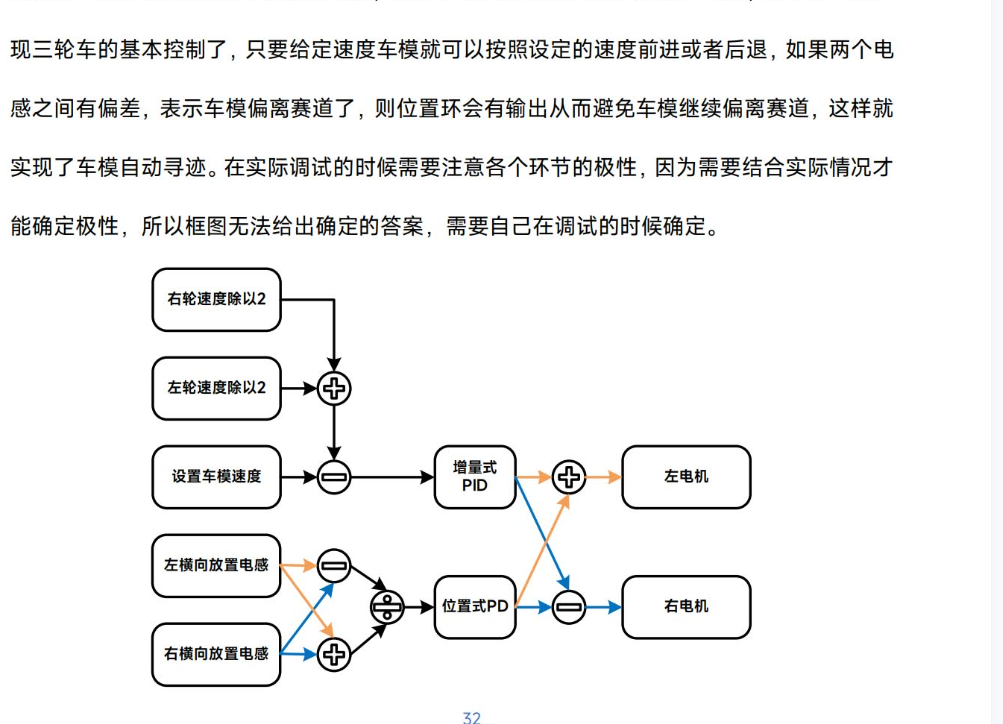 现三轮车的基本控制了，只要给定速度车模就可以按照设定的速度前进或者后退，如果两个电
感之间有偏差，表示车模偏离赛道了，则位置环会有输出从而避免车模继续偏离赛道，这样就
实现了车模自动寻迹。在实际调试的时候需要注意各个环节的极性，因为需要结合实际情况才
能确定极性，所以框图无法给出确定的答案，需要自己在调试的时候确定。
右轮速度除以2
左轮速度除以2
设置车模速度
增量式
PID
左电机
左横向放置电感
位置式PD
右电机
右横向放置电感
32